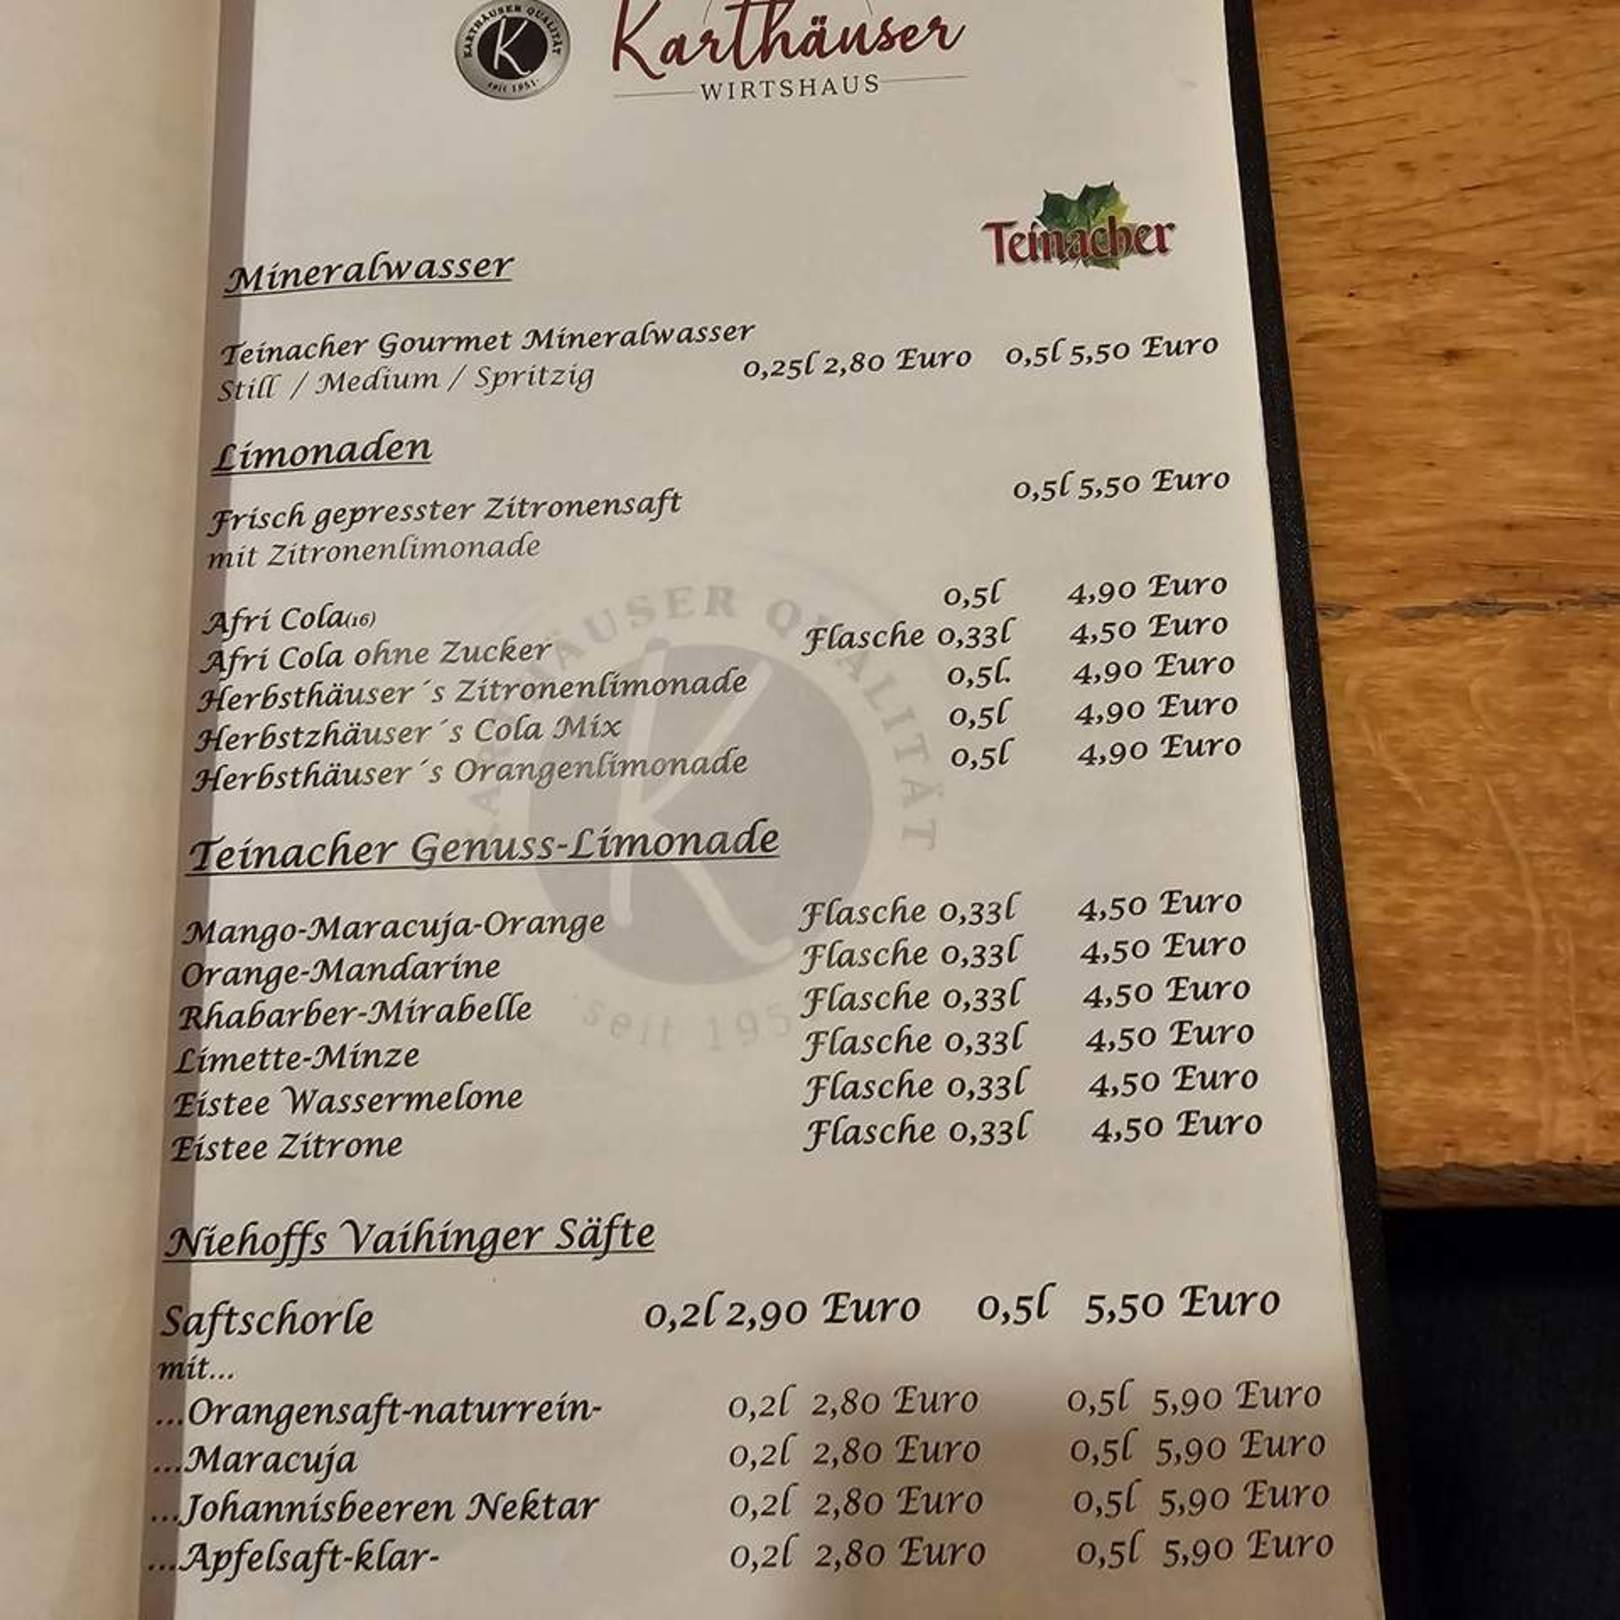 KARTHÄUSER QUALITÄT
K
seit 1951
Karthäuser
WIRTSHAUS
Teinacher
Mineralwasser
Teinacher Gourmet Mineralwasser
Still / Medium / Spritzig 0,25l 2,80 Euro 0,5l 5,50 Euro
Limonaden
Frisch gepresster Zitronensaft 0,5l 5,50 Euro
mit Zitronenlimonade
Afri Cola(16) 0,5l 4,90 Euro
Afri Cola ohne Zucker Flasche 0,33l 4,50 Euro
Herbsthäuser´s Zitronenlimonade 0,5l. 4,90 Euro
Herbstzhäuser´s Cola Mix 0,5l 4,90 Euro
Herbsthäuser´s Orangenlimonade 0,5l 4,90 Euro
Teinacher Genuss-Limonade
Mango-Maracuja-Orange Flasche 0,33l 4,50 Euro
Orange-Mandarine Flasche 0,33l 4,50 Euro
Rhabarber-Mirabelle Flasche 0,33l 4,50 Euro
Limette-Minze Flasche 0,33l 4,50 Euro
Eistee Wassermelone Flasche 0,33l 4,50 Euro
Eistee Zitrone Flasche 0,33l 4,50 Euro
Niehoffs Vaihinger Säfte
Saftschorle 0,2l 2,90 Euro 0,5l 5,50 Euro
mit...
...Orangensaft-naturrein- 0,2l 2,80 Euro 0,5l 5,90 Euro
...Maracuja 0,2l 2,80 Euro 0,5l 5,90 Euro
...Johannisbeeren Nektar 0,2l 2,80 Euro 0,5l 5,90 Euro
...Apfelsaft-klar- 0,2l 2,80 Euro 0,5l 5,90 Euro